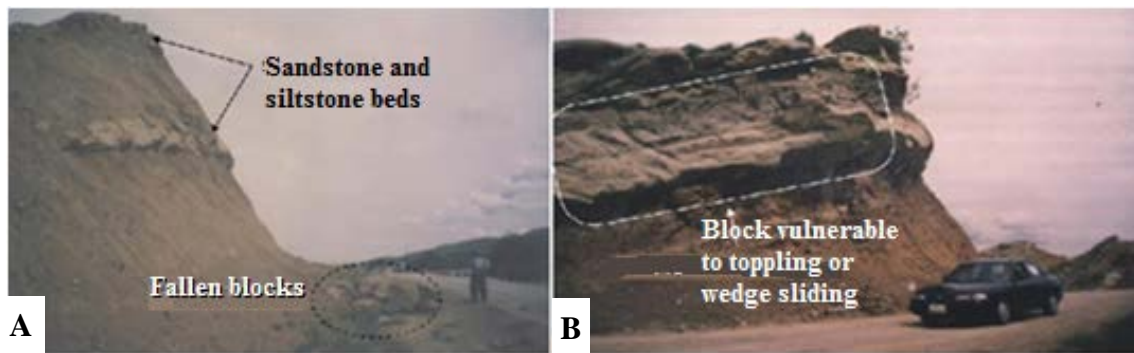 Sandstone and
siltstone beds
Fallen blocks
A
Block vulnerable
to toppling or
wedge sliding
B